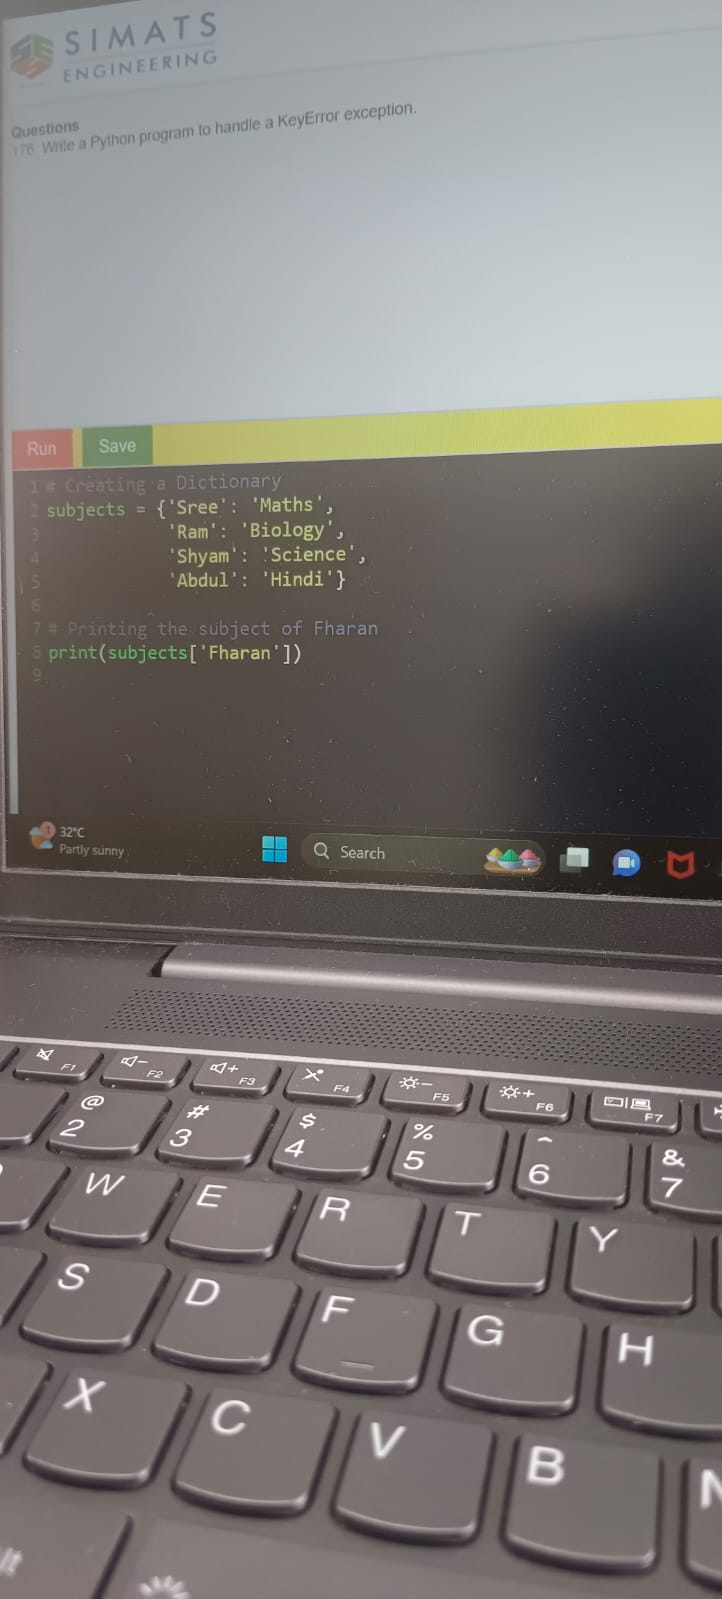 SIMATS
ENGINEERING
Questions
176. Write a Python program to handle a KeyError exception.
Run Save
1 # Creating a Dictionary
2 subjects = {'Sree': 'Maths',
3 'Ram': 'Biology',
4 'Shyam': 'Science',
5 'Abdul': 'Hindi'}
6
7 # Printing the subject of Fharan
8 print(subjects['Fharan'])
9
1
32°C
Partly sunny
Search
F1 F2 F3 F4 F5 F6 F7
@ # $ % ^ &
2 3 4 5 6 7
W E R T Y
S D F G H
X C V B N